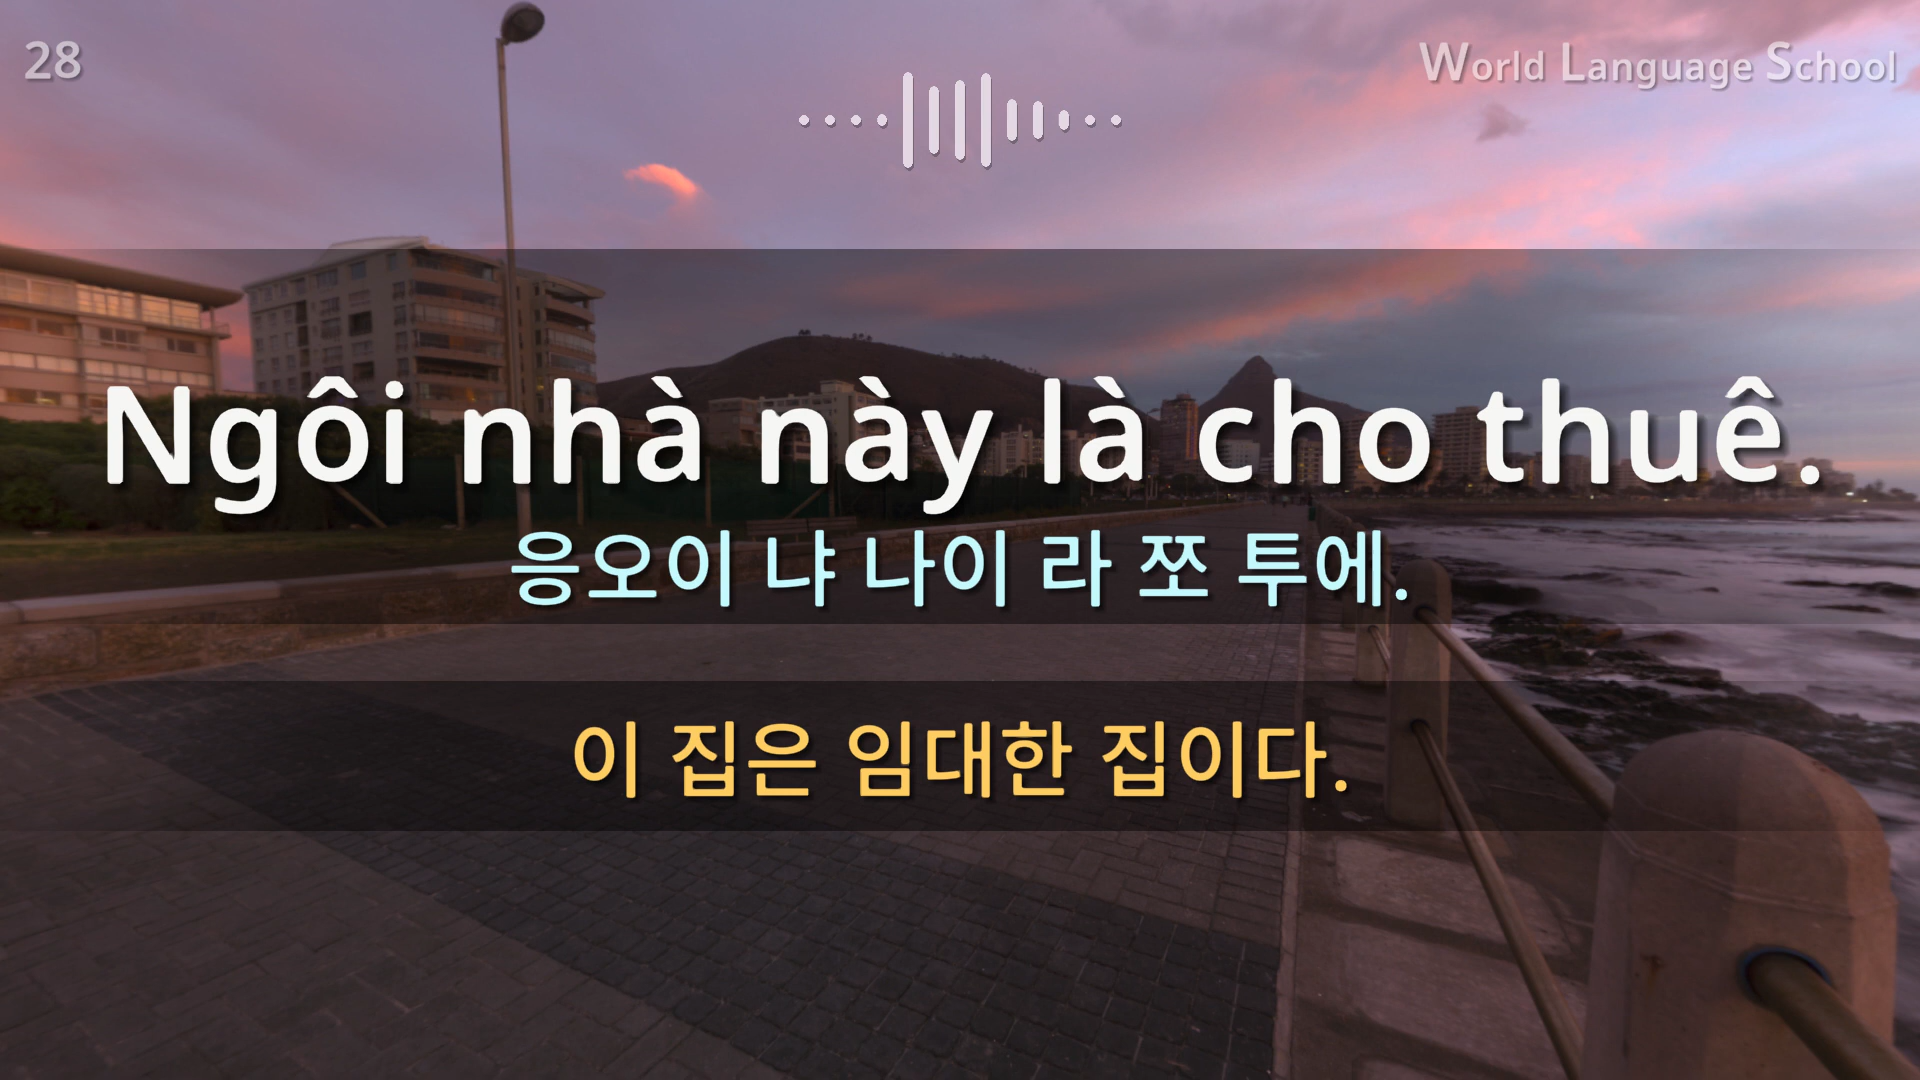 28
World Language School
Ngôi nhà này là cho thuê.
응오이 냐 나이 라 쪼 투에.
이 집은 임대한 집이다.